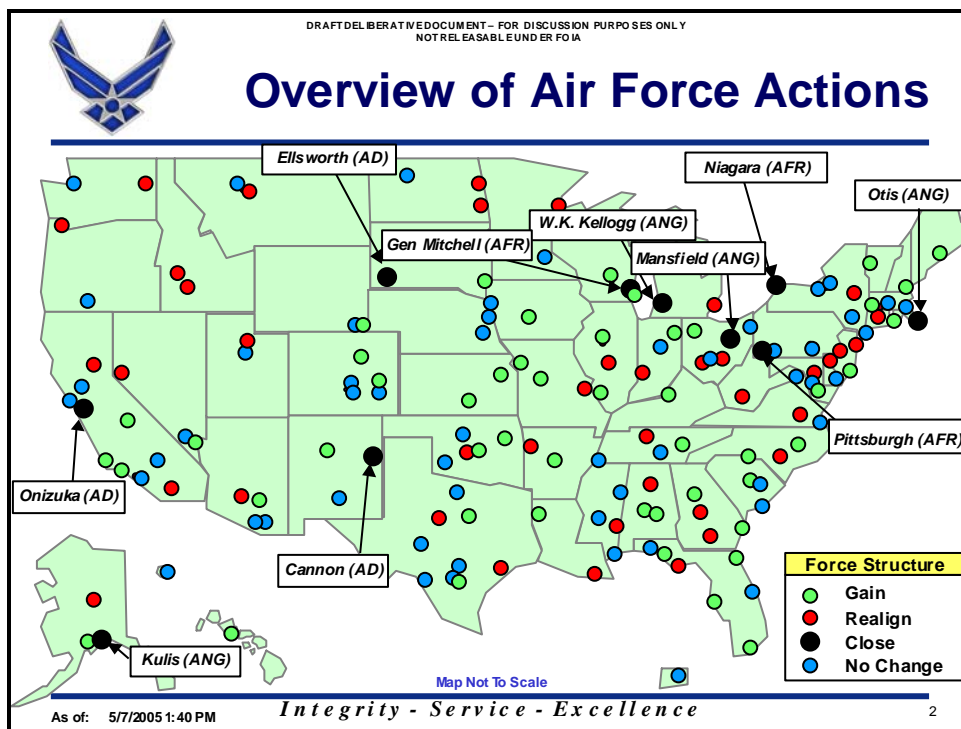 DRAFT DELIBERATIVE DOCUMENT – FOR DISCUSSION PURPOSES ONLY
NOT RELEASABLE UNDER FOIA
Overview of Air Force Actions
Ellsworth (AD)
Niagara (AFR)
Otis (ANG)
W.K. Kellogg (ANG)
Gen Mitchell (AFR)
Mansfield (ANG)
Pittsburgh (AFR)
Onizuka (AD)
Cannon (AD)
Kulis (ANG)
Force Structure
Gain
Realign
Close
No Change
Map Not To Scale
As of: 5/7/2005 1:40 PM
Integrity - Service - Excellence
2